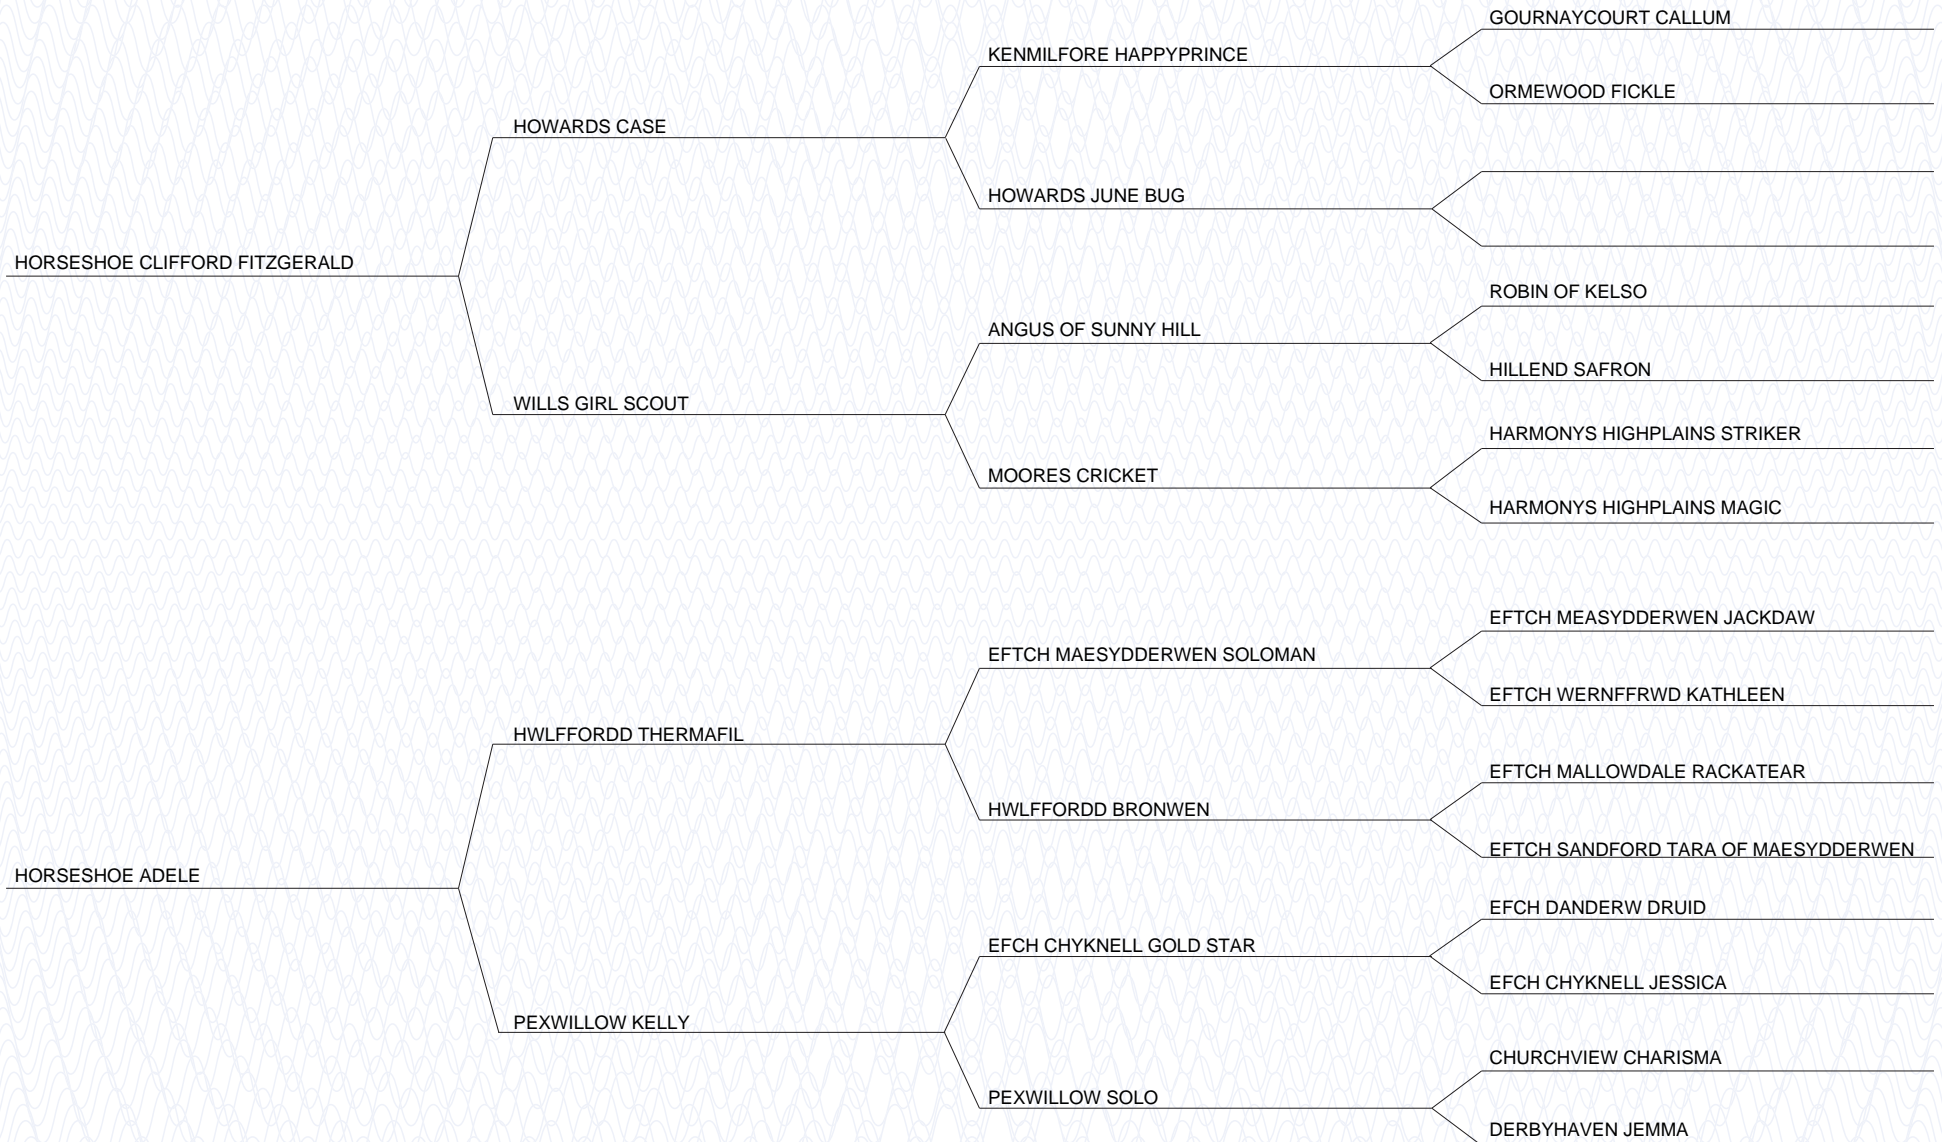 GOURNAYCOURT CALLUM
KENMILFORE HAPPYPRINCE
ORMEWOOD FICKLE
HOWARDS CASE
HOWARDS JUNE BUG
HORSESHOE CLIFFORD FITZGERALD
ROBIN OF KELSO
ANGUS OF SUNNY HILL
HILLEND SAFRON
WILLS GIRL SCOUT
HARMONYS HIGHPLAINS STRIKER
MOORES CRICKET
HARMONYS HIGHPLAINS MAGIC
EFTCH MEASYDDERWEN JACKDAW
EFTCH MAESYDDERWEN SOLOMAN
EFTCH WERNFFRWD KATHLEEN
HWLFFORDD THERMAFIL
EFTCH MALLOWDALE RACKATEAR
HWLFFORDD BRONWEN
EFTCH SANDFORD TARA OF MAESYDDERWEN
HORSESHOE ADELE
EFCH DANDERW DRUID
EFCH CHYKNELL GOLD STAR
EFCH CHYKNELL JESSICA
PEXWILLOW KELLY
CHURCHVIEW CHARISMA
PEXWILLOW SOLO
DERBYHAVEN JEMMA